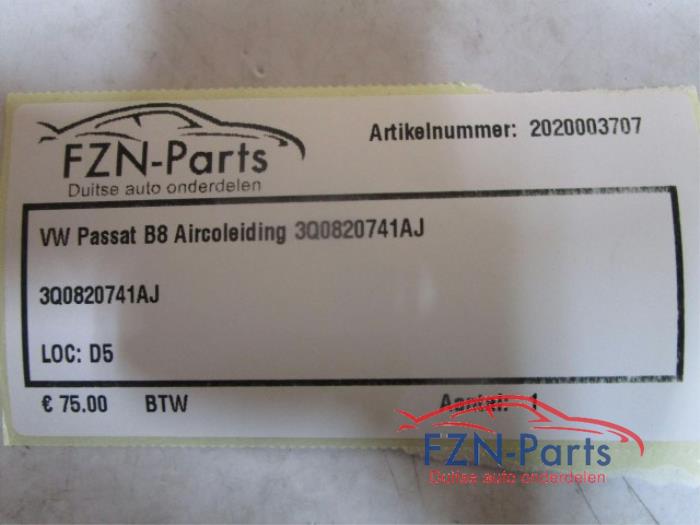 FZN-Parts
Duitse auto onderdelen
Artikelnummer: 2020003707
VW Passat B8 Aircoleiding 3Q0820741AJ
3Q0820741AJ
LOC: D5
€ 75.00 BTW Aantal: 1
FZN-Parts
Duitse auto onderdelen